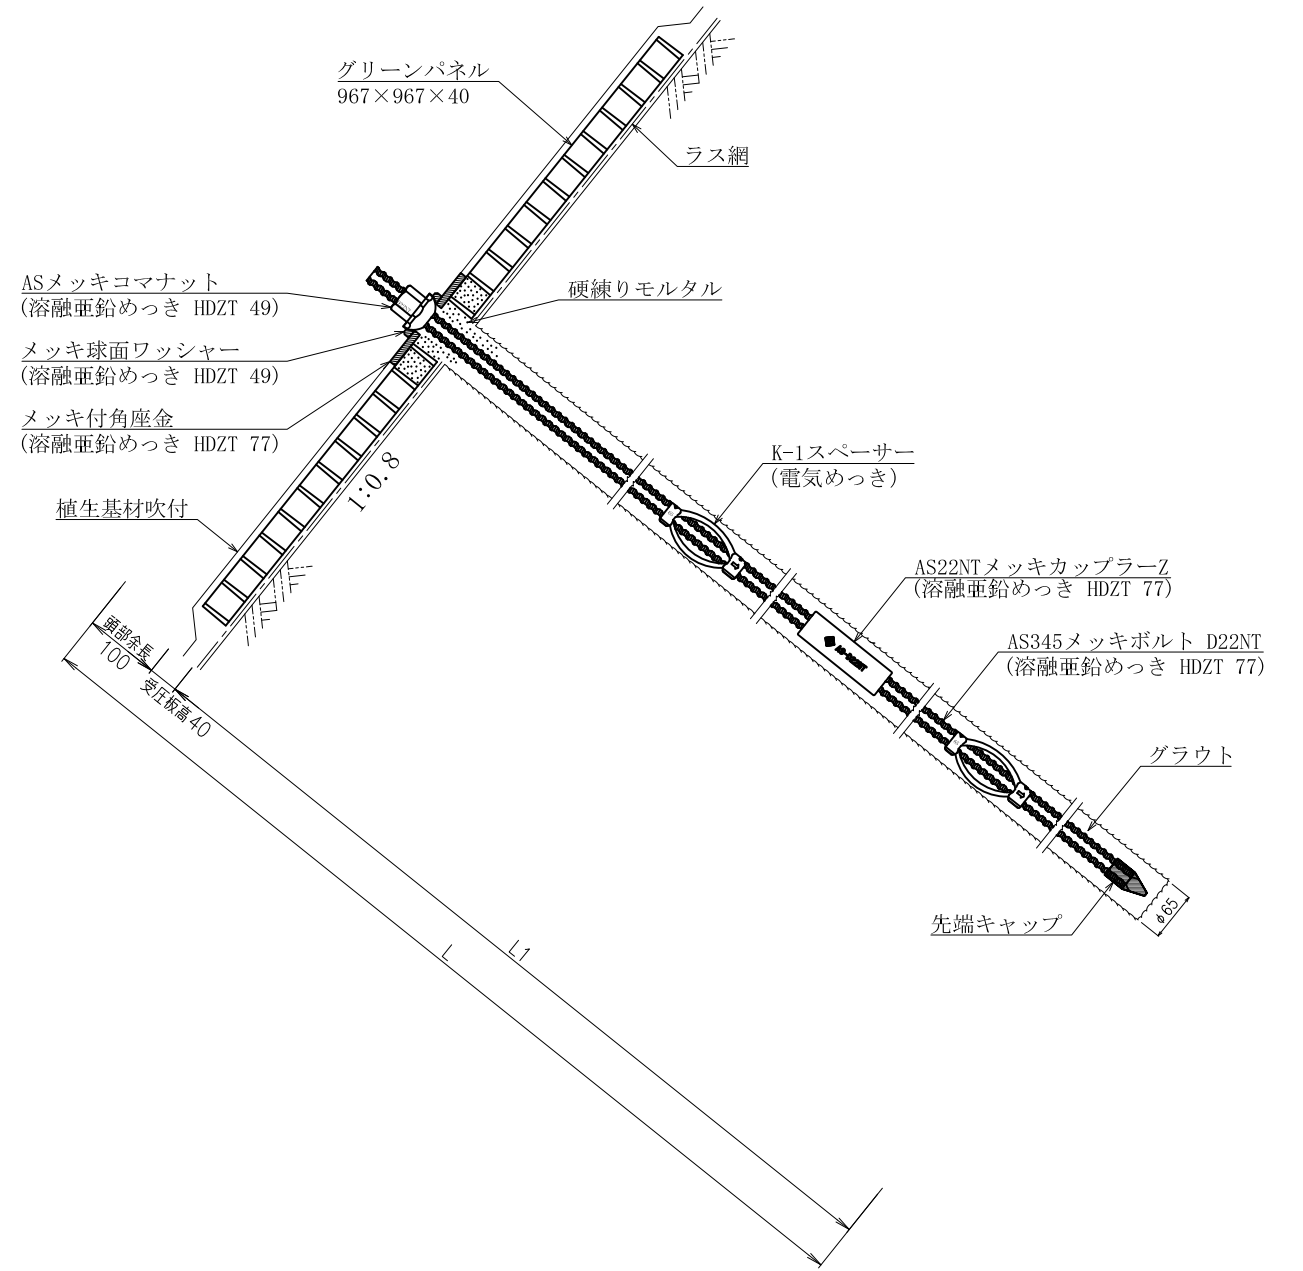 グリーンパネル
967×967×40
ラス網
ASメッキコマナット
(溶融亜鉛めっき HDZT 49)
硬練りモルタル
メッキ球面ワッシャー
(溶融亜鉛めっき HDZT 49)
メッキ付角座金
(溶融亜鉛めっき HDZT 77)
1:0.8
K-1スペーサー
(電気めっき)
植生基材吹付
AS22NTメッキカップラーZ
(溶融亜鉛めっき HDZT 77)
AS345メッキボルト D22NT
(溶融亜鉛めっき HDZT 77)
頭部余長
100
受圧板高40
グラウト
先端キャップ
φ65
L
L1